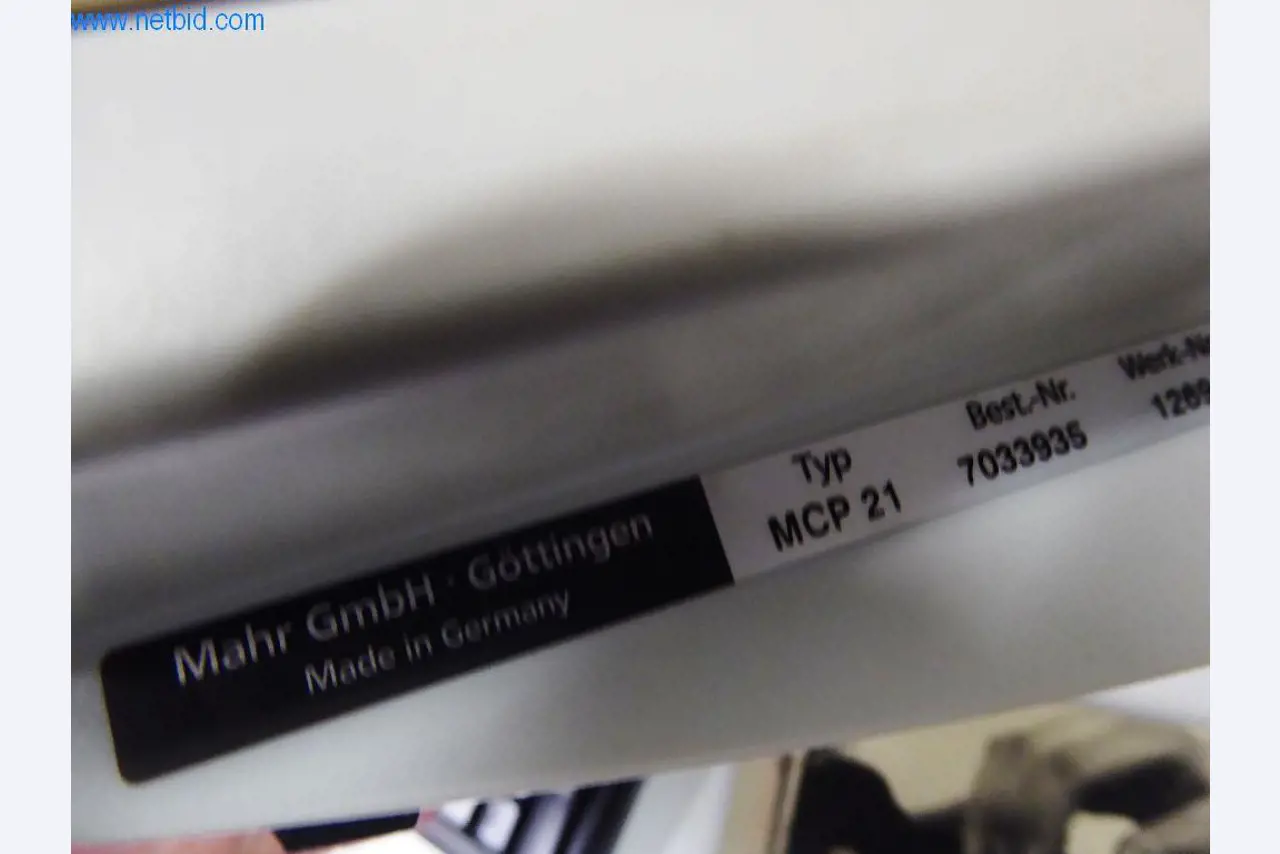 www.netbid.com
Mahr GmbH · Göttingen
Made in Germany
Typ
MCP 21
Best.-Nr.
7033935